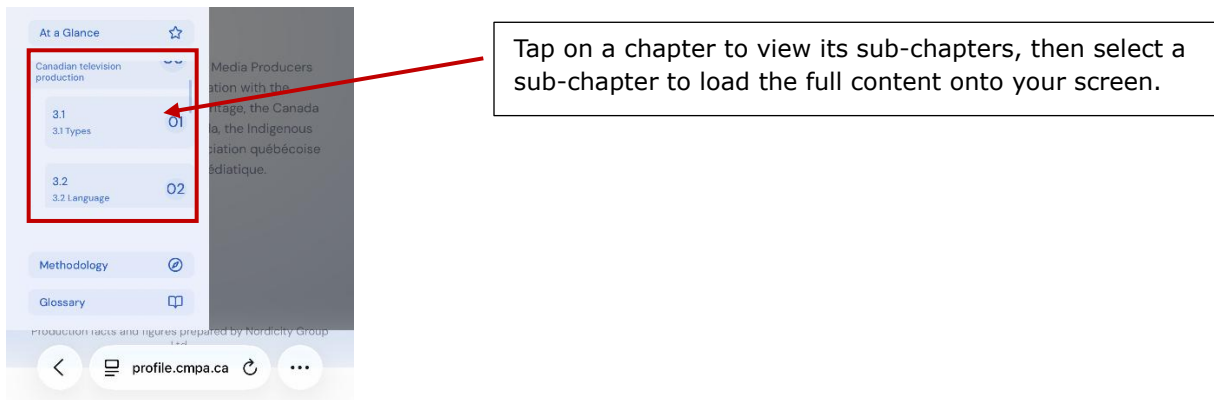 At a Glance
Canadian television
production
3.1
3.1 Types
01
3.2
3.2 Language
02
Methodology
Glossary
Media Producers
ation with the
ritage, the Canada
la, the Indigenous
ciation québécoise
édiatique.
Production facts and figures prepared by Nordicity Group
Ltd
profile.cmpa.ca
Tap on a chapter to view its sub-chapters, then select a
sub-chapter to load the full content onto your screen.